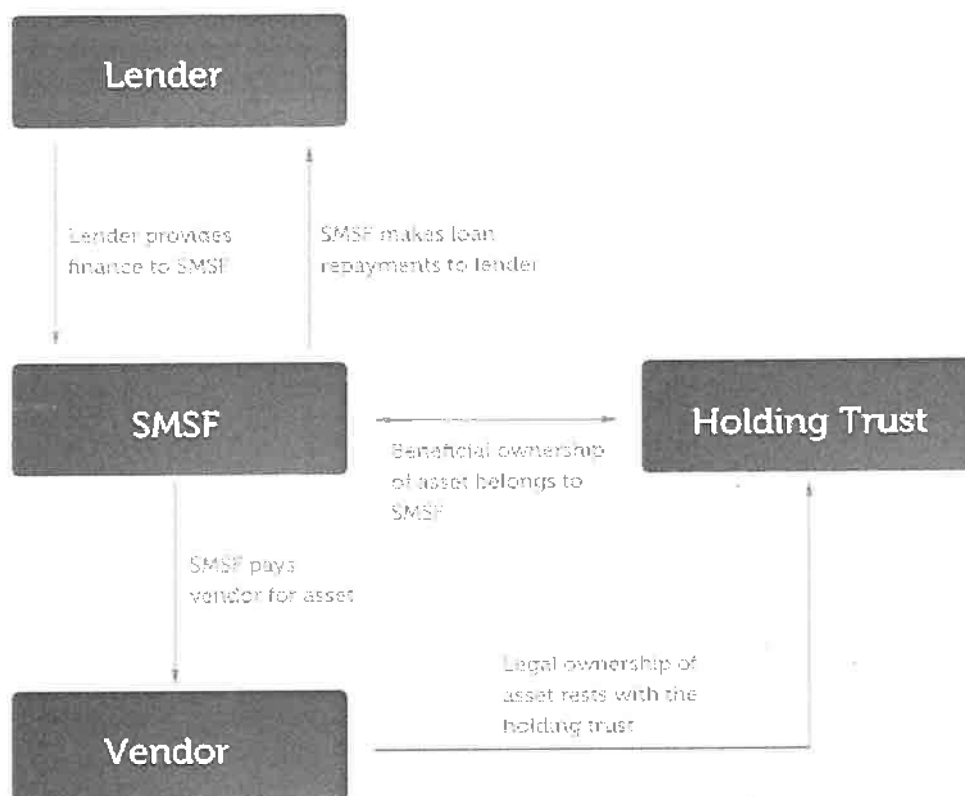 Lender
Lender provides
finance to SMSF
SMSF makes loan
repayments to lender
SMSF
Holding Trust
Beneficial ownership
of asset belongs to
SMSF
SMSF pays
vendor for asset
Legal ownership of
asset rests with the
holding trust
Vendor